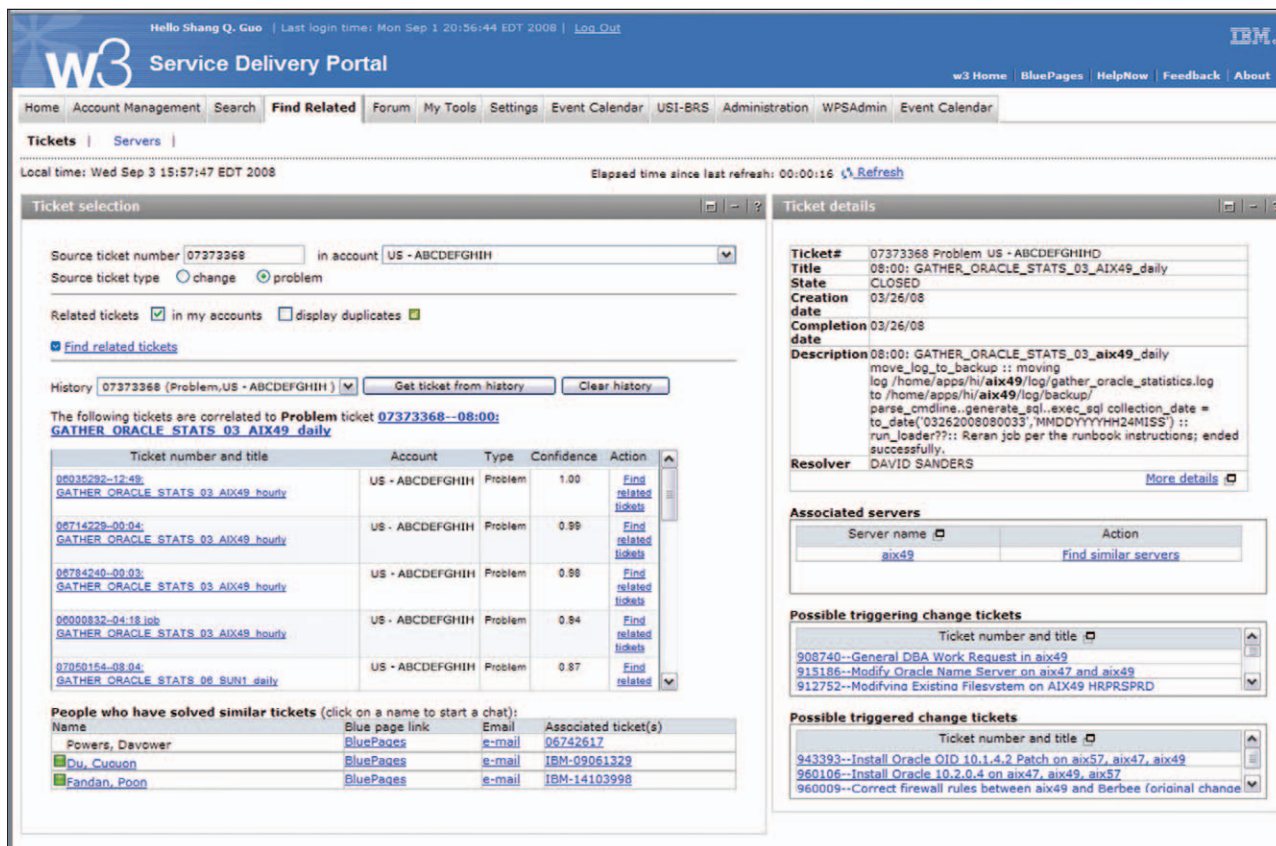 Hello Shang Q. Guo | Last login time: Mon Sep 1 20:56:44 EDT 2008 | Log Out
IBM.
w3 Service Delivery Portal
w3 Home | BluePages | HelpNow | Feedback | About
Home Account Management Search Find Related Forum My Tools Settings Event Calendar USI-BRS Administration WPSAdmin Event Calendar
Tickets | Servers |
Local time: Wed Sep 3 15:57:47 EDT 2008 Elapsed time since last refresh: 00:00:16 Refresh
Ticket selection
Source ticket number 07373368 in account US - ABCDEFGHIH
Source ticket type change problem
Related tickets in my accounts display duplicates
Find related tickets
History 07373368 (Problem,US - ABCDEFGHIH ) Get ticket from history Clear history
The following tickets are correlated to Problem ticket 07373368--08:00:
GATHER_ORACLE_STATS_03_AIX49_daily
Ticket number and title Account Type Confidence Action
06035292--12:49: US - ABCDEFGHIH Problem 1.00 Find
GATHER_ORACLE_STATS_03_AIX49_hourly related
tickets
06714229--00:04: US - ABCDEFGHIH Problem 0.99 Find
GATHER_ORACLE_STATS_03_AIX49_hourly related
tickets
06784240--00:03: US - ABCDEFGHIH Problem 0.98 Find
GATHER_ORACLE_STATS_03_AIX49_hourly related
tickets
06000832--04:18 job US - ABCDEFGHIH Problem 0.94 Find
GATHER_ORACLE_STATS_03_AIX49_hourly related
tickets
07050154--08:04: US - ABCDEFGHIH Problem 0.87 Find
GATHER_ORACLE_STATS_06_SUN1_daily related
People who have solved similar tickets (click on a name to start a chat):
Name Blue page link Email Associated ticket(s)
Powers, Davower BluePages e-mail 06742617
Du, Cuquon BluePages e-mail IBM-09061329
Fandan, Poon BluePages e-mail IBM-14103998
Ticket details
Ticket# 07373368 Problem US - ABCDEFGHIHD
Title 08:00: GATHER_ORACLE_STATS_03_AIX49_daily
State CLOSED
Creation 03/26/08
date
Completion 03/26/08
date
Description 08:00: GATHER_ORACLE_STATS_03_aix49_daily
move_log_to_backup :: moving
log /home/apps/hi/aix49/log/gather_oracle_statistics.log
to /home/apps/hi/aix49/log/backup/
parse_cmdline..generate_sql..exec_sql collection_date =
to_date('03262008080033','MMDDYYYYHH24MISS') ::
run_loader??:: Reran job per the runbook instructions; ended
successfully.
Resolver DAVID SANDERS
More details
Associated servers
Server name Action
aix49 Find similar servers
Possible triggering change tickets
Ticket number and title
908740--General DBA Work Request in aix49
915186--Modify Oracle Name Server on aix47 and aix49
912752--Modifying Existing Filesystem on AIX49 HRPRSPRD
Possible triggered change tickets
Ticket number and title
943393--Install Oracle OID 10.1.4.2 Patch on aix57, aix47, aix49
960106--Install Oracle 10.2.0.4 on aix47, aix49, aix57
960009--Correct firewall rules between aix49 and Berbee (original change